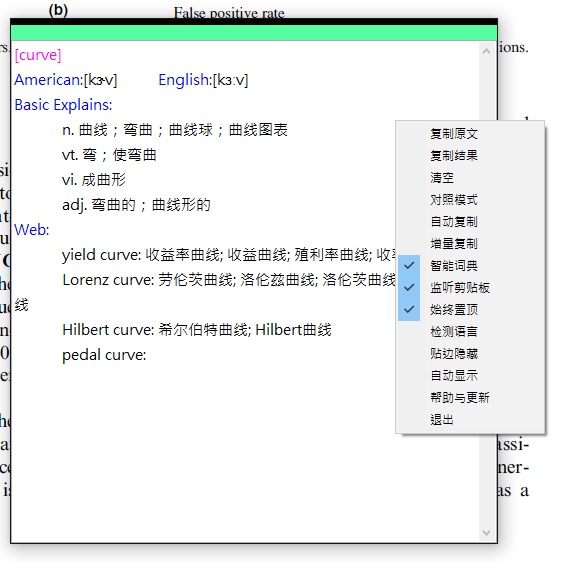 (b)
False positive rate
rs.
ions.
[curve]
American:[kɝv] English:[kɜːv]
Basic Explains:
n. 曲线；弯曲；曲线球；曲线图表
vt. 弯；使弯曲
vi. 成曲形
adj. 弯曲的；曲线形的
Web:
yield curve: 收益率曲线; 收益曲线; 殖利率曲线;
Lorenz curve: 劳伦茨曲线; 洛伦兹曲线; 洛伦茨曲线
线
Hilbert curve: 希尔伯特曲线; Hilbert曲线
pedal curve:
复制原文
复制结果
清空
对照模式
自动复制
增量复制
智能词典
监听剪贴板
始终置顶
检测语言
贴边隐藏
自动显示
帮助与更新
退出
assi-
ner-
as a